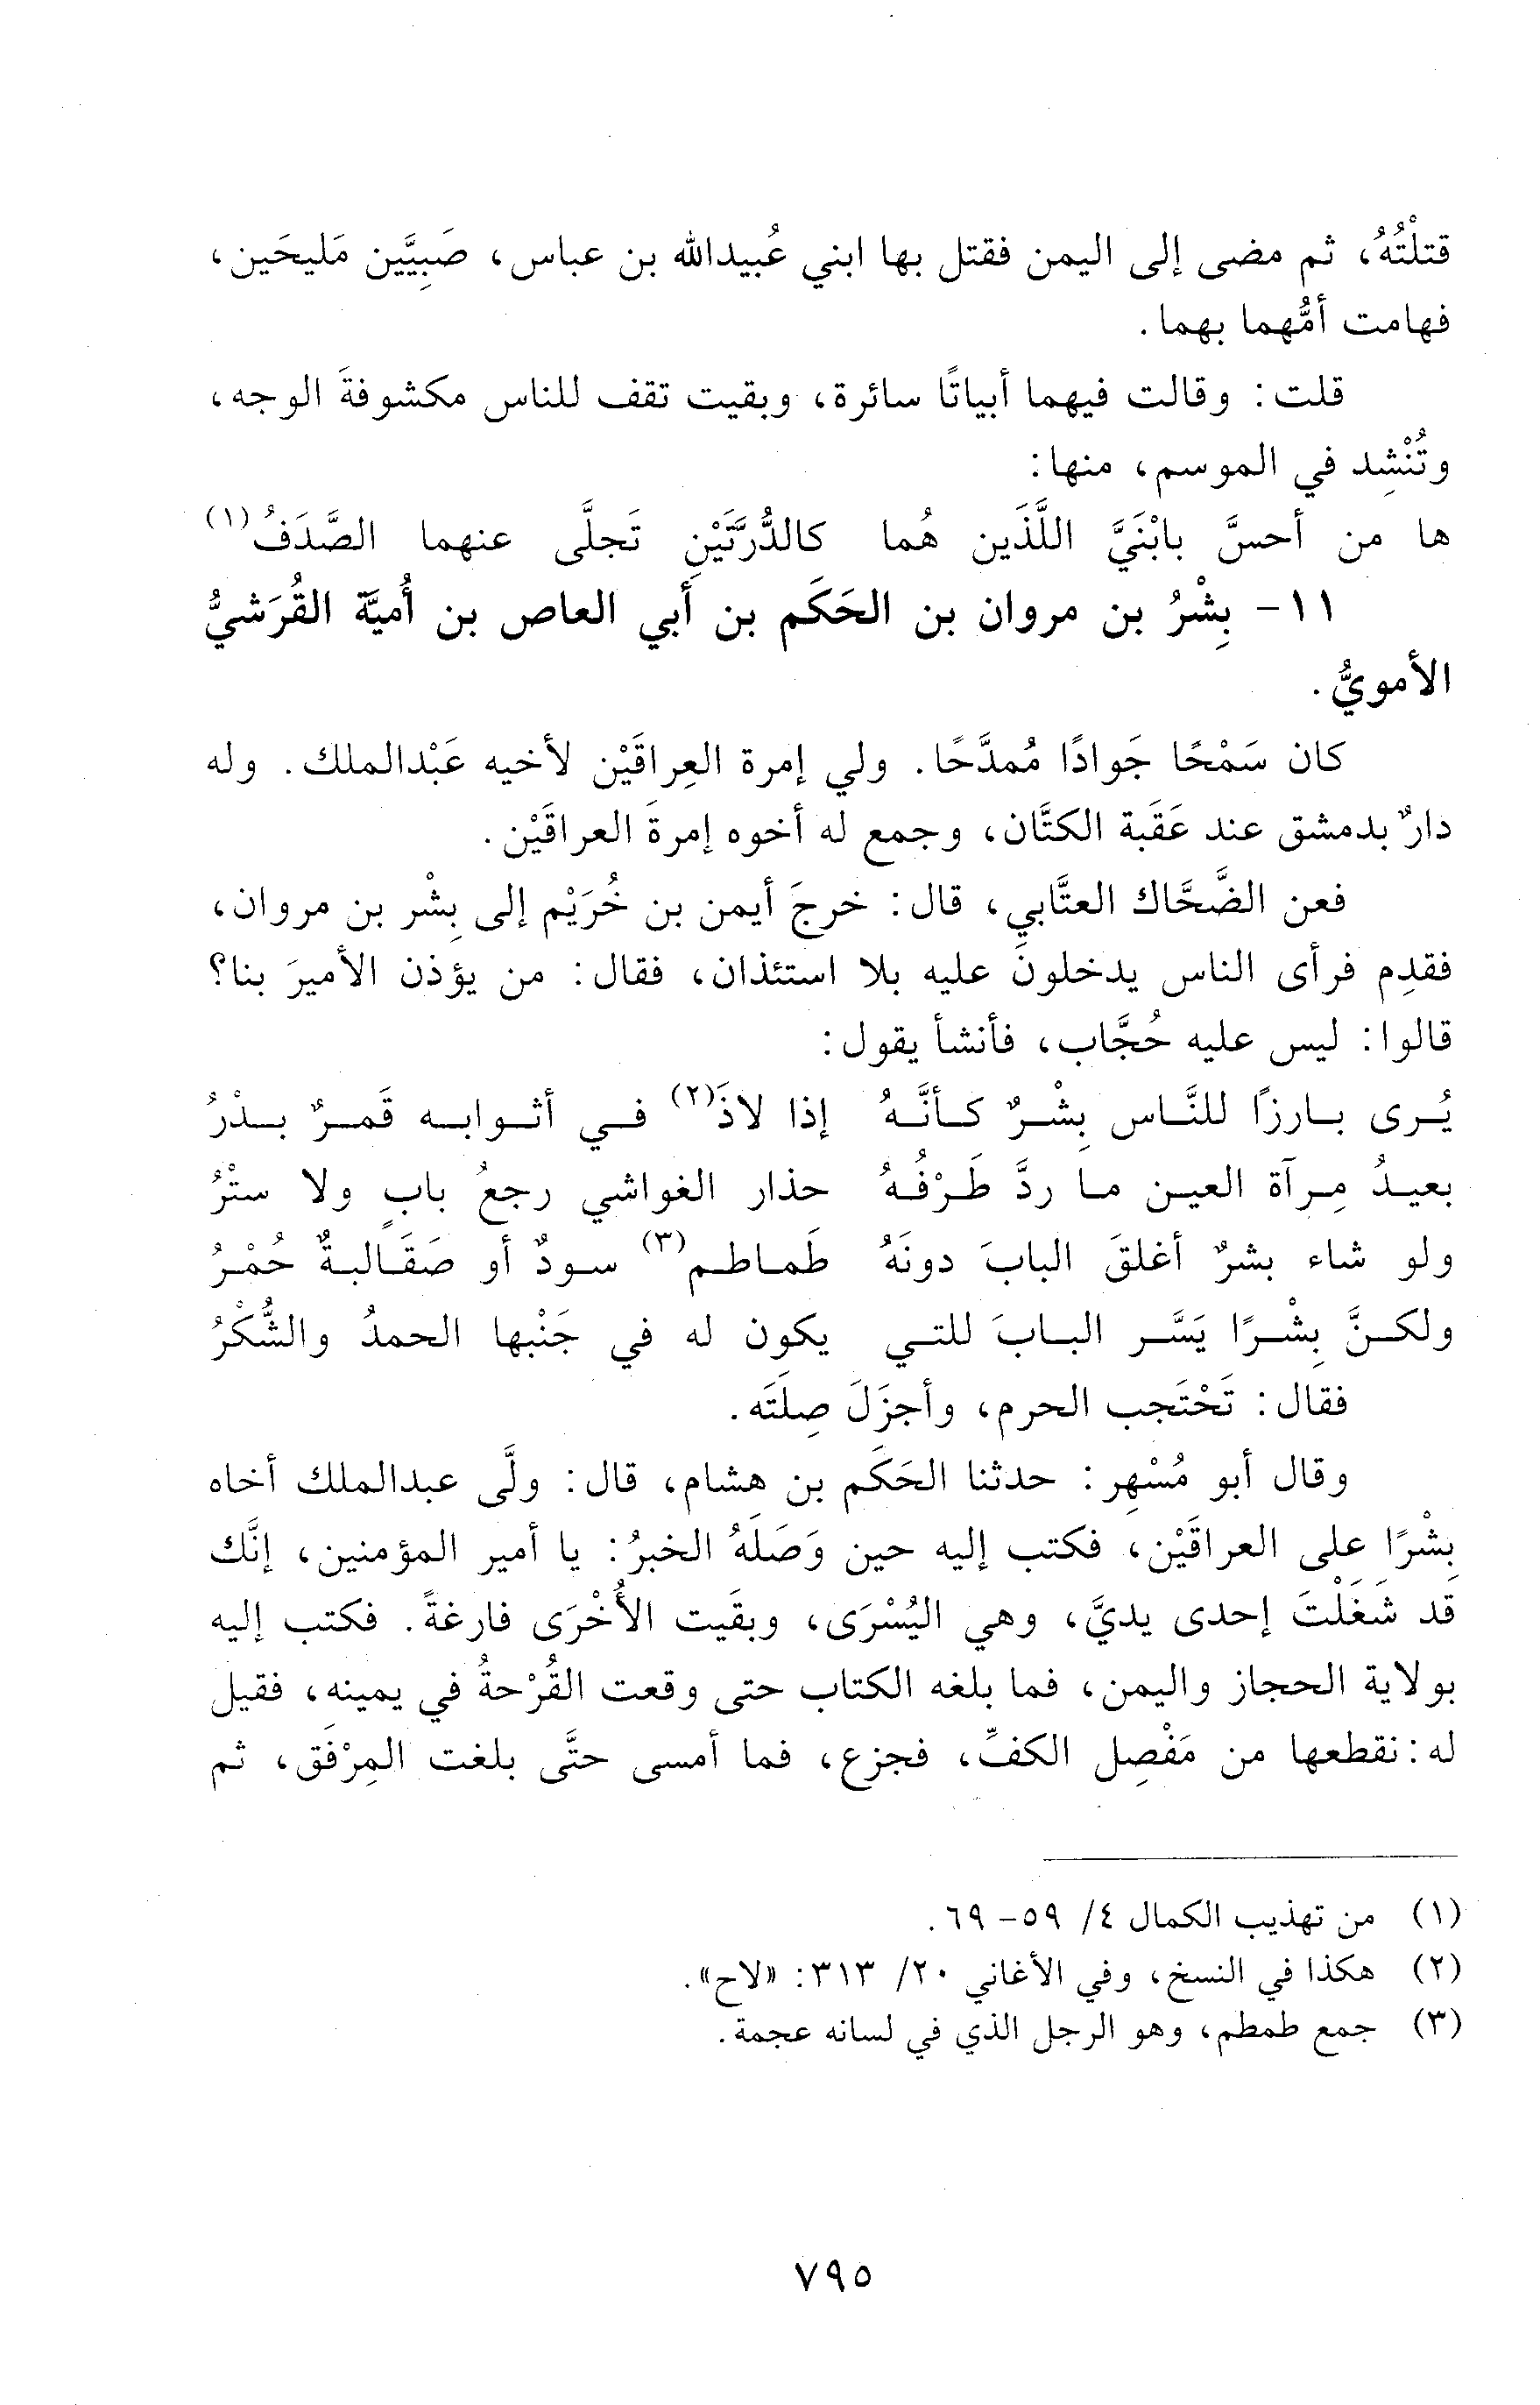 قتلْتُهُ، ثم مضى إلى اليمن فقتل بها ابني عُبيدالله بن عباس، صَبِيَّين مَليحَين،
فهامت أمُّهما بهما.
قلت: وقالت فيهما أبياتًا سائرة، وبقيت تقف للناس مكشوفةَ الوجه،
وتُنْشِد في الموسم، منها:
ها من أحسَّ بابْنَيَّ اللَّذَين هُما كالدُّرَّتَيْنِ تَجلَّى عنهما الصَّدَفُ(١)
١١- بِشْرُ بن مروان بن الحَكَم بن أبي العاص بن أُميَّة القُرَشيُّ
الأمويُّ.
كان سَمْحًا جَوادًا مُمدَّحًا. ولي إمرة العِراقَيْن لأخيه عَبْدالملك. وله
دارٌ بدمشق عند عَقَبة الكتَّان، وجمع له أخوه إمرةَ العراقَيْن.
فعن الضَّحَّاك العتَّابي، قال: خرجَ أيمن بن خُرَيْم إلى بِشْر بن مروان،
فقدِم فرأى الناس يدخلونَ عليه بلا استئذان، فقال: من يؤذن الأميرَ بنا؟
قالوا: ليس عليه حُجَّاب، فأنشأ يقول:
يُرى بارزًا للنَّاس بِشْرٌ كأنَّهُ إذا لاذَ(٢) في أثوابه قَمرٌ بدْرُ
بعيدُ مِرآة العين ما ردَّ طَرْفُهُ حذار الغواشي رجعُ بابٍ ولا سترُ
ولو شاء بشرٌ أغلقَ البابَ دونَهُ طَماطم(٣) سودٌ أو صَقَالبةٌ حُمْرُ
ولكنَّ بِشْرًا يَسَّر البابَ للتي يكون له في جَنْبها الحمدُ والشُّكْرُ
فقال: تَحْتَجب الحرم، وأجزَلَ صِلَتَه.
وقال أبو مُسْهِر: حدثنا الحَكَم بن هشام، قال: ولَّى عبدالملك أخاه
بِشْرًا على العراقَيْن، فكتب إليه حين وَصَلَهُ الخبرُ: يا أمير المؤمنين، إنَّك
قد شَغَلْتَ إحدى يديَّ، وهي اليُسْرَى، وبقَيت الأُخْرَى فارغةً. فكتب إليه
بولاية الحجاز واليمن، فما بلغه الكتاب حتى وقعت القُرْحةُ في يمينه، فقيل
له: نقطعها من مَفْصِل الكفِّ، فجزع، فما أمسى حتَّى بلغت المِرْفَق، ثم
(١) من تهذيب الكمال ٤/ ٥٩- ٦٩.
(٢) هكذا في النسخ، وفي الأغاني ٢٠/ ٣١٣: «لاح».
(٣) جمع طمطم، وهو الرجل الذي في لسانه عجمة.
٧٩٥